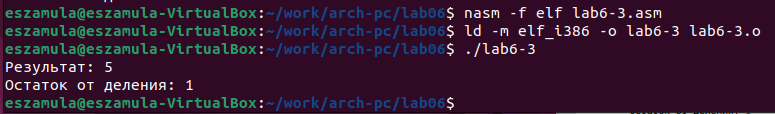 eszamula@eszamula-VirtualBox:~/work/arch-pc/lab06$ nasm -f elf lab6-3.asm
eszamula@eszamula-VirtualBox:~/work/arch-pc/lab06$ ld -m elf_i386 -o lab6-3 lab6-3.o
eszamula@eszamula-VirtualBox:~/work/arch-pc/lab06$ ./lab6-3
Результат: 5
Остаток от деления: 1
eszamula@eszamula-VirtualBox:~/work/arch-pc/lab06$